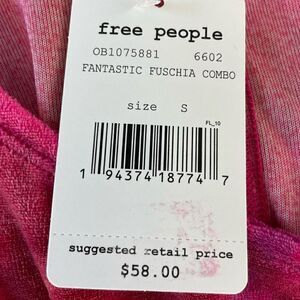 free people
OB1075881 6602
FANTASTIC FUSCHIA COMBO
size S
FL_10
1 94374 18774 7
suggested retail price
$58.00